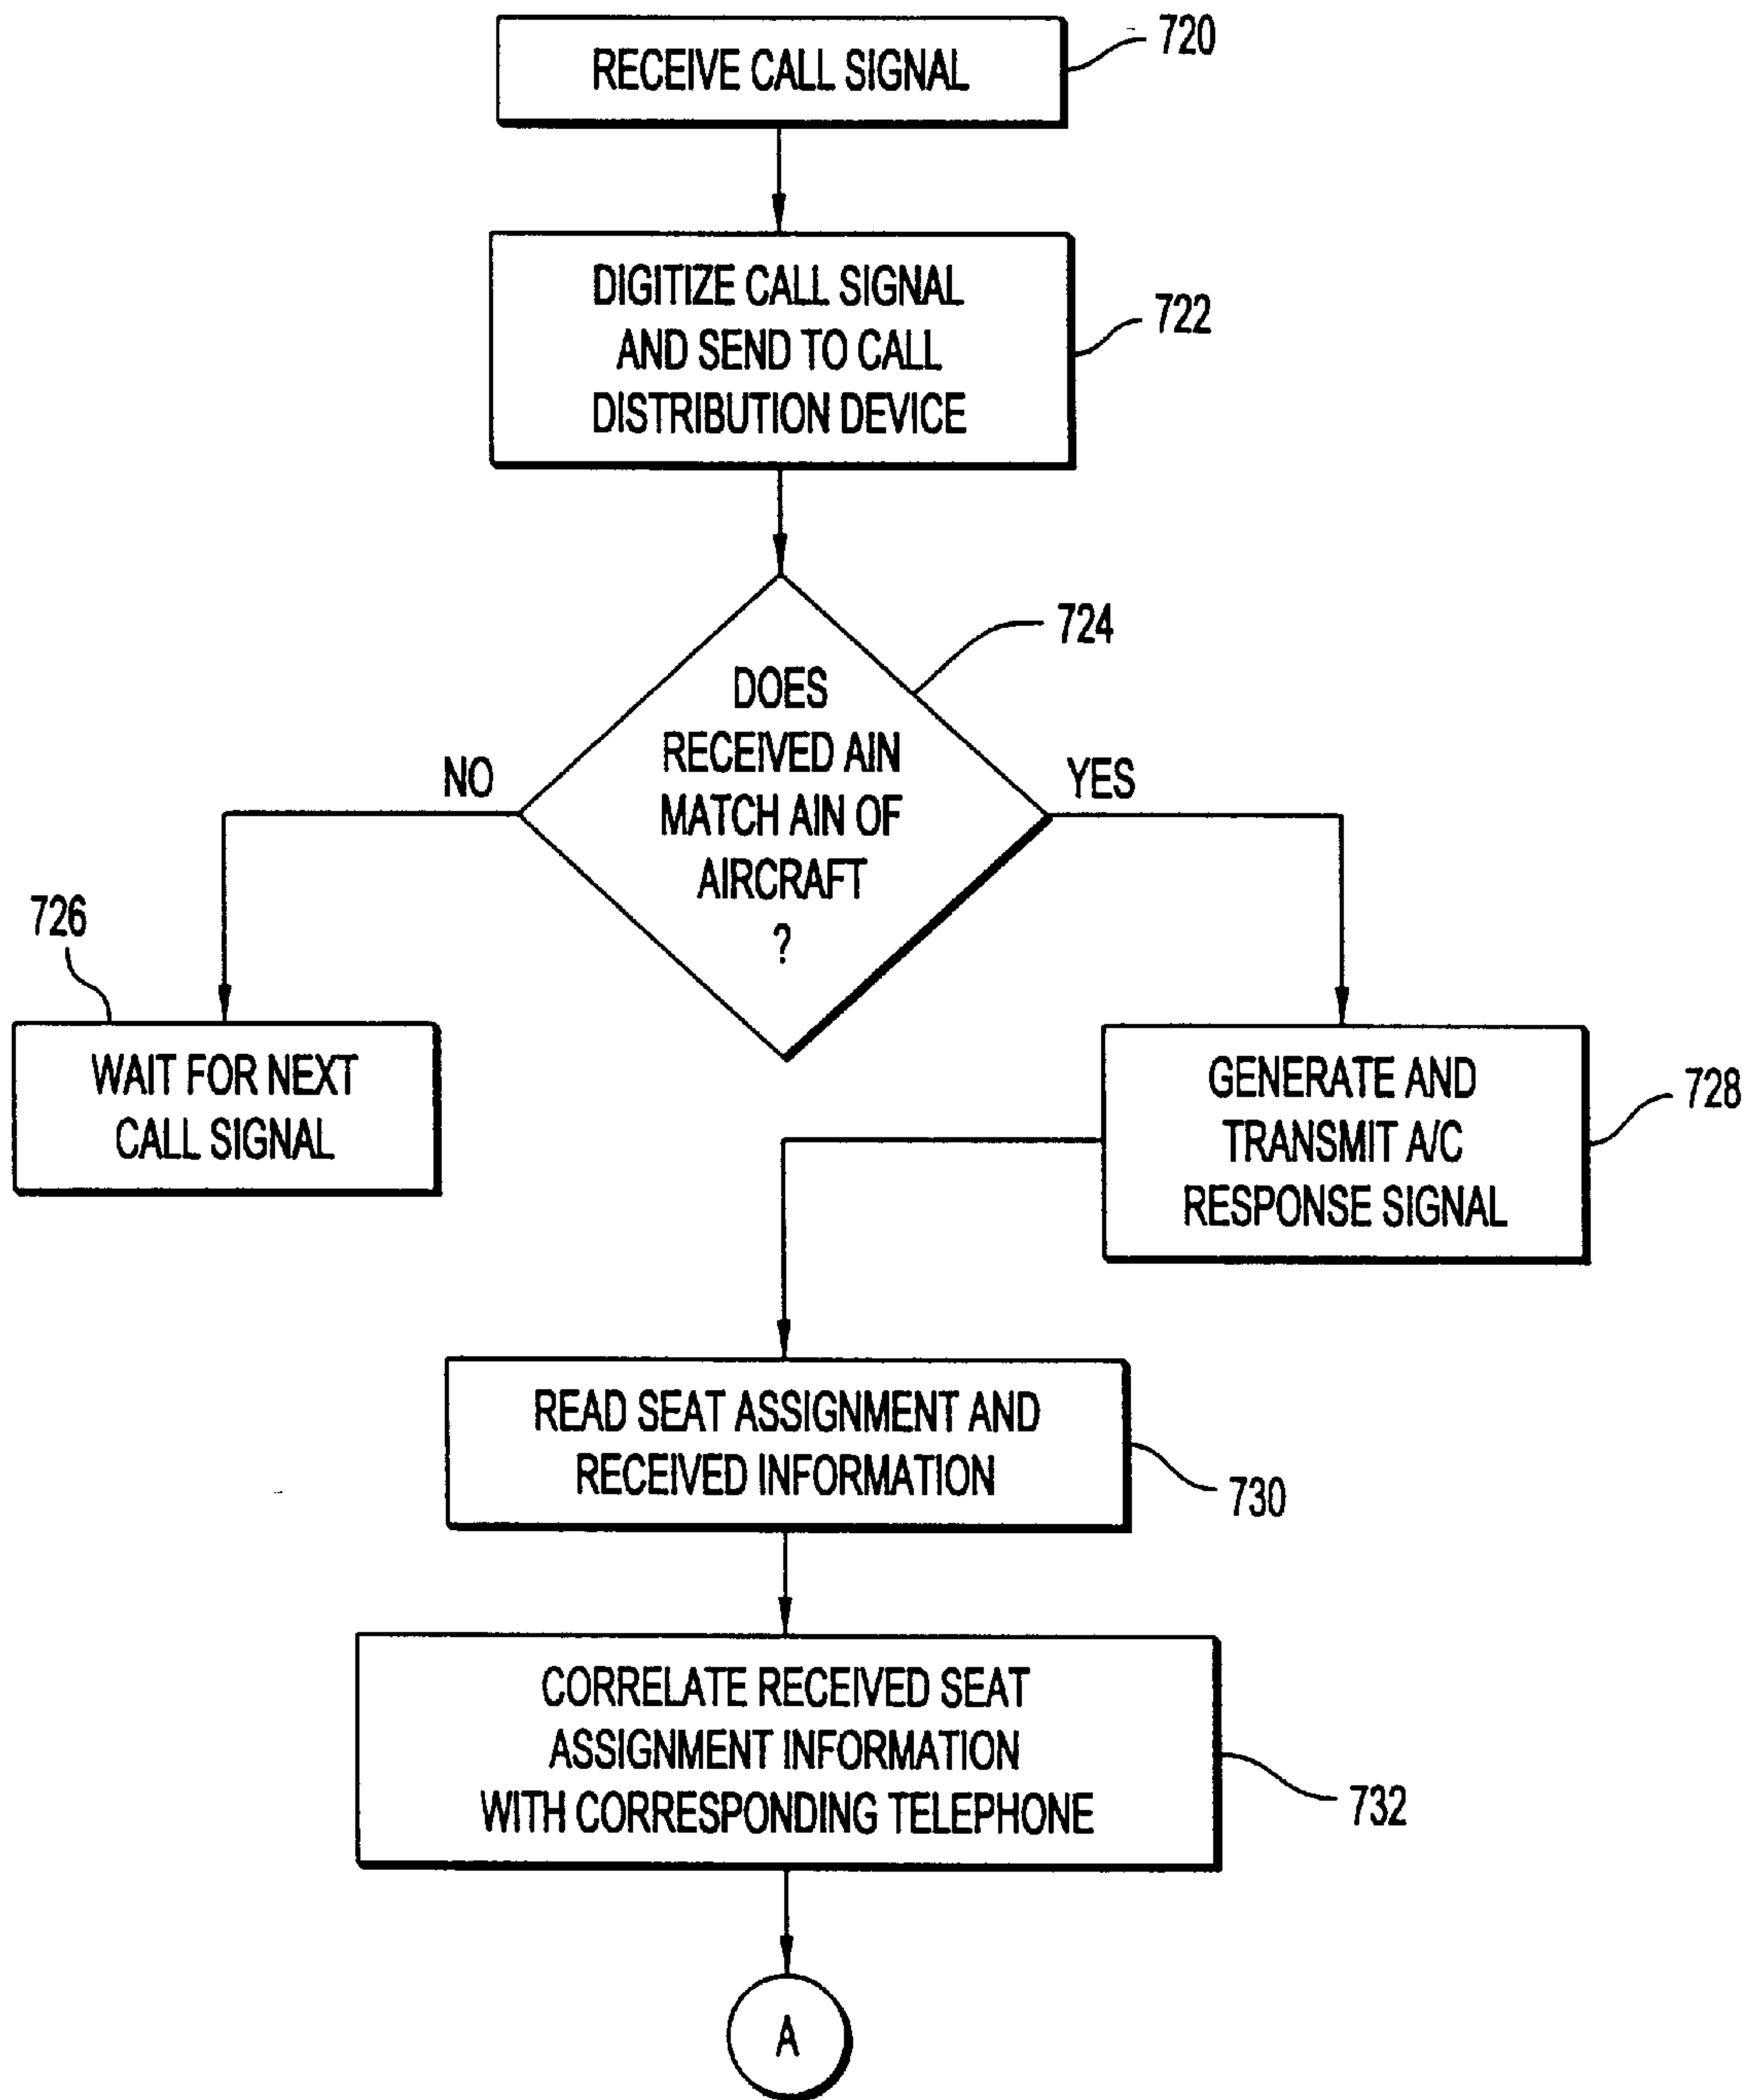 RECEIVE CALL SIGNAL
720
DIGITIZE CALL SIGNAL
AND SEND TO CALL
DISTRIBUTION DEVICE
722
724
DOES
RECEIVED AIN
MATCH AIN OF
AIRCRAFT
?
NO
YES
726
WAIT FOR NEXT
CALL SIGNAL
GENERATE AND
TRANSMIT A/C
RESPONSE SIGNAL
728
READ SEAT ASSIGNMENT AND
RECEIVED INFORMATION
730
CORRELATE RECEIVED SEAT
ASSIGNMENT INFORMATION
WITH CORRESPONDING TELEPHONE
732
A